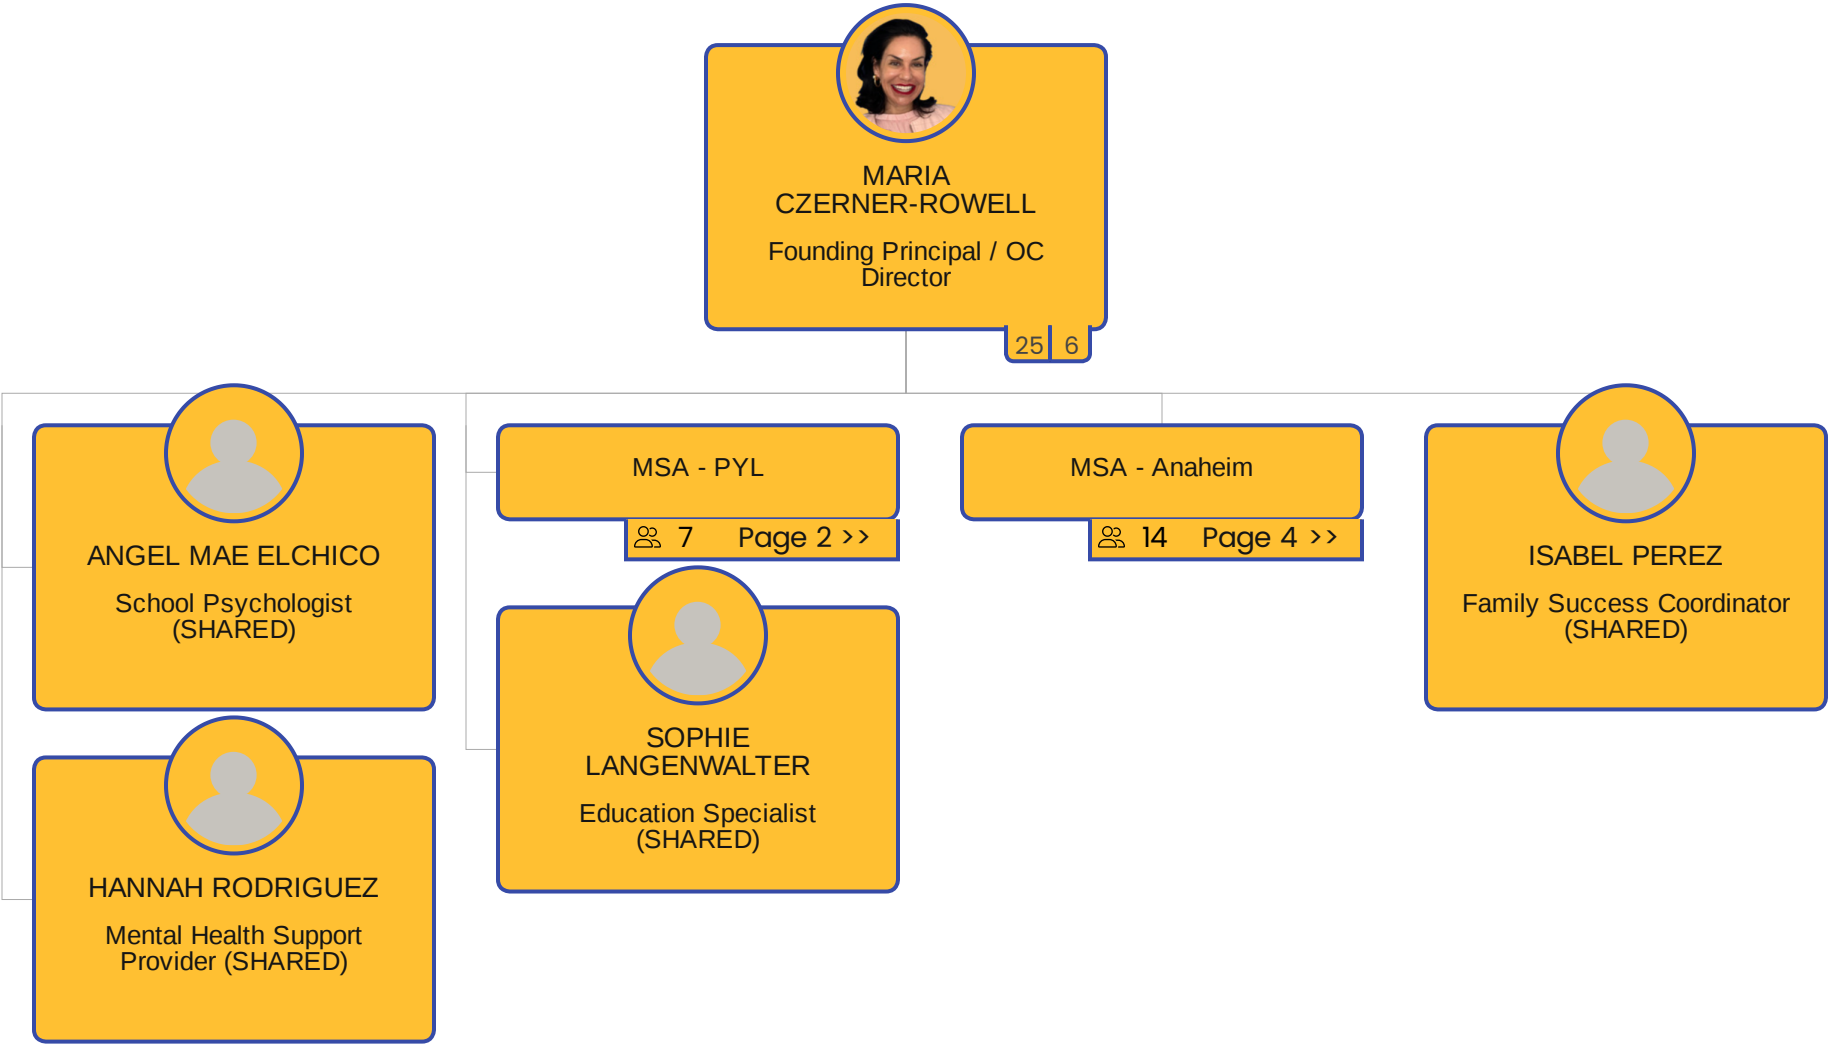 MARIA
CZERNER-ROWELL
Founding Principal / OC
Director
25 6
ANGEL MAE ELCHICO
School Psychologist
(SHARED)
HANNAH RODRIGUEZ
Mental Health Support
Provider (SHARED)
MSA - PYL
7 Page 2 >>
SOPHIE
LANGENWALTER
Education Specialist
(SHARED)
MSA - Anaheim
14 Page 4 >>
ISABEL PEREZ
Family Success Coordinator
(SHARED)